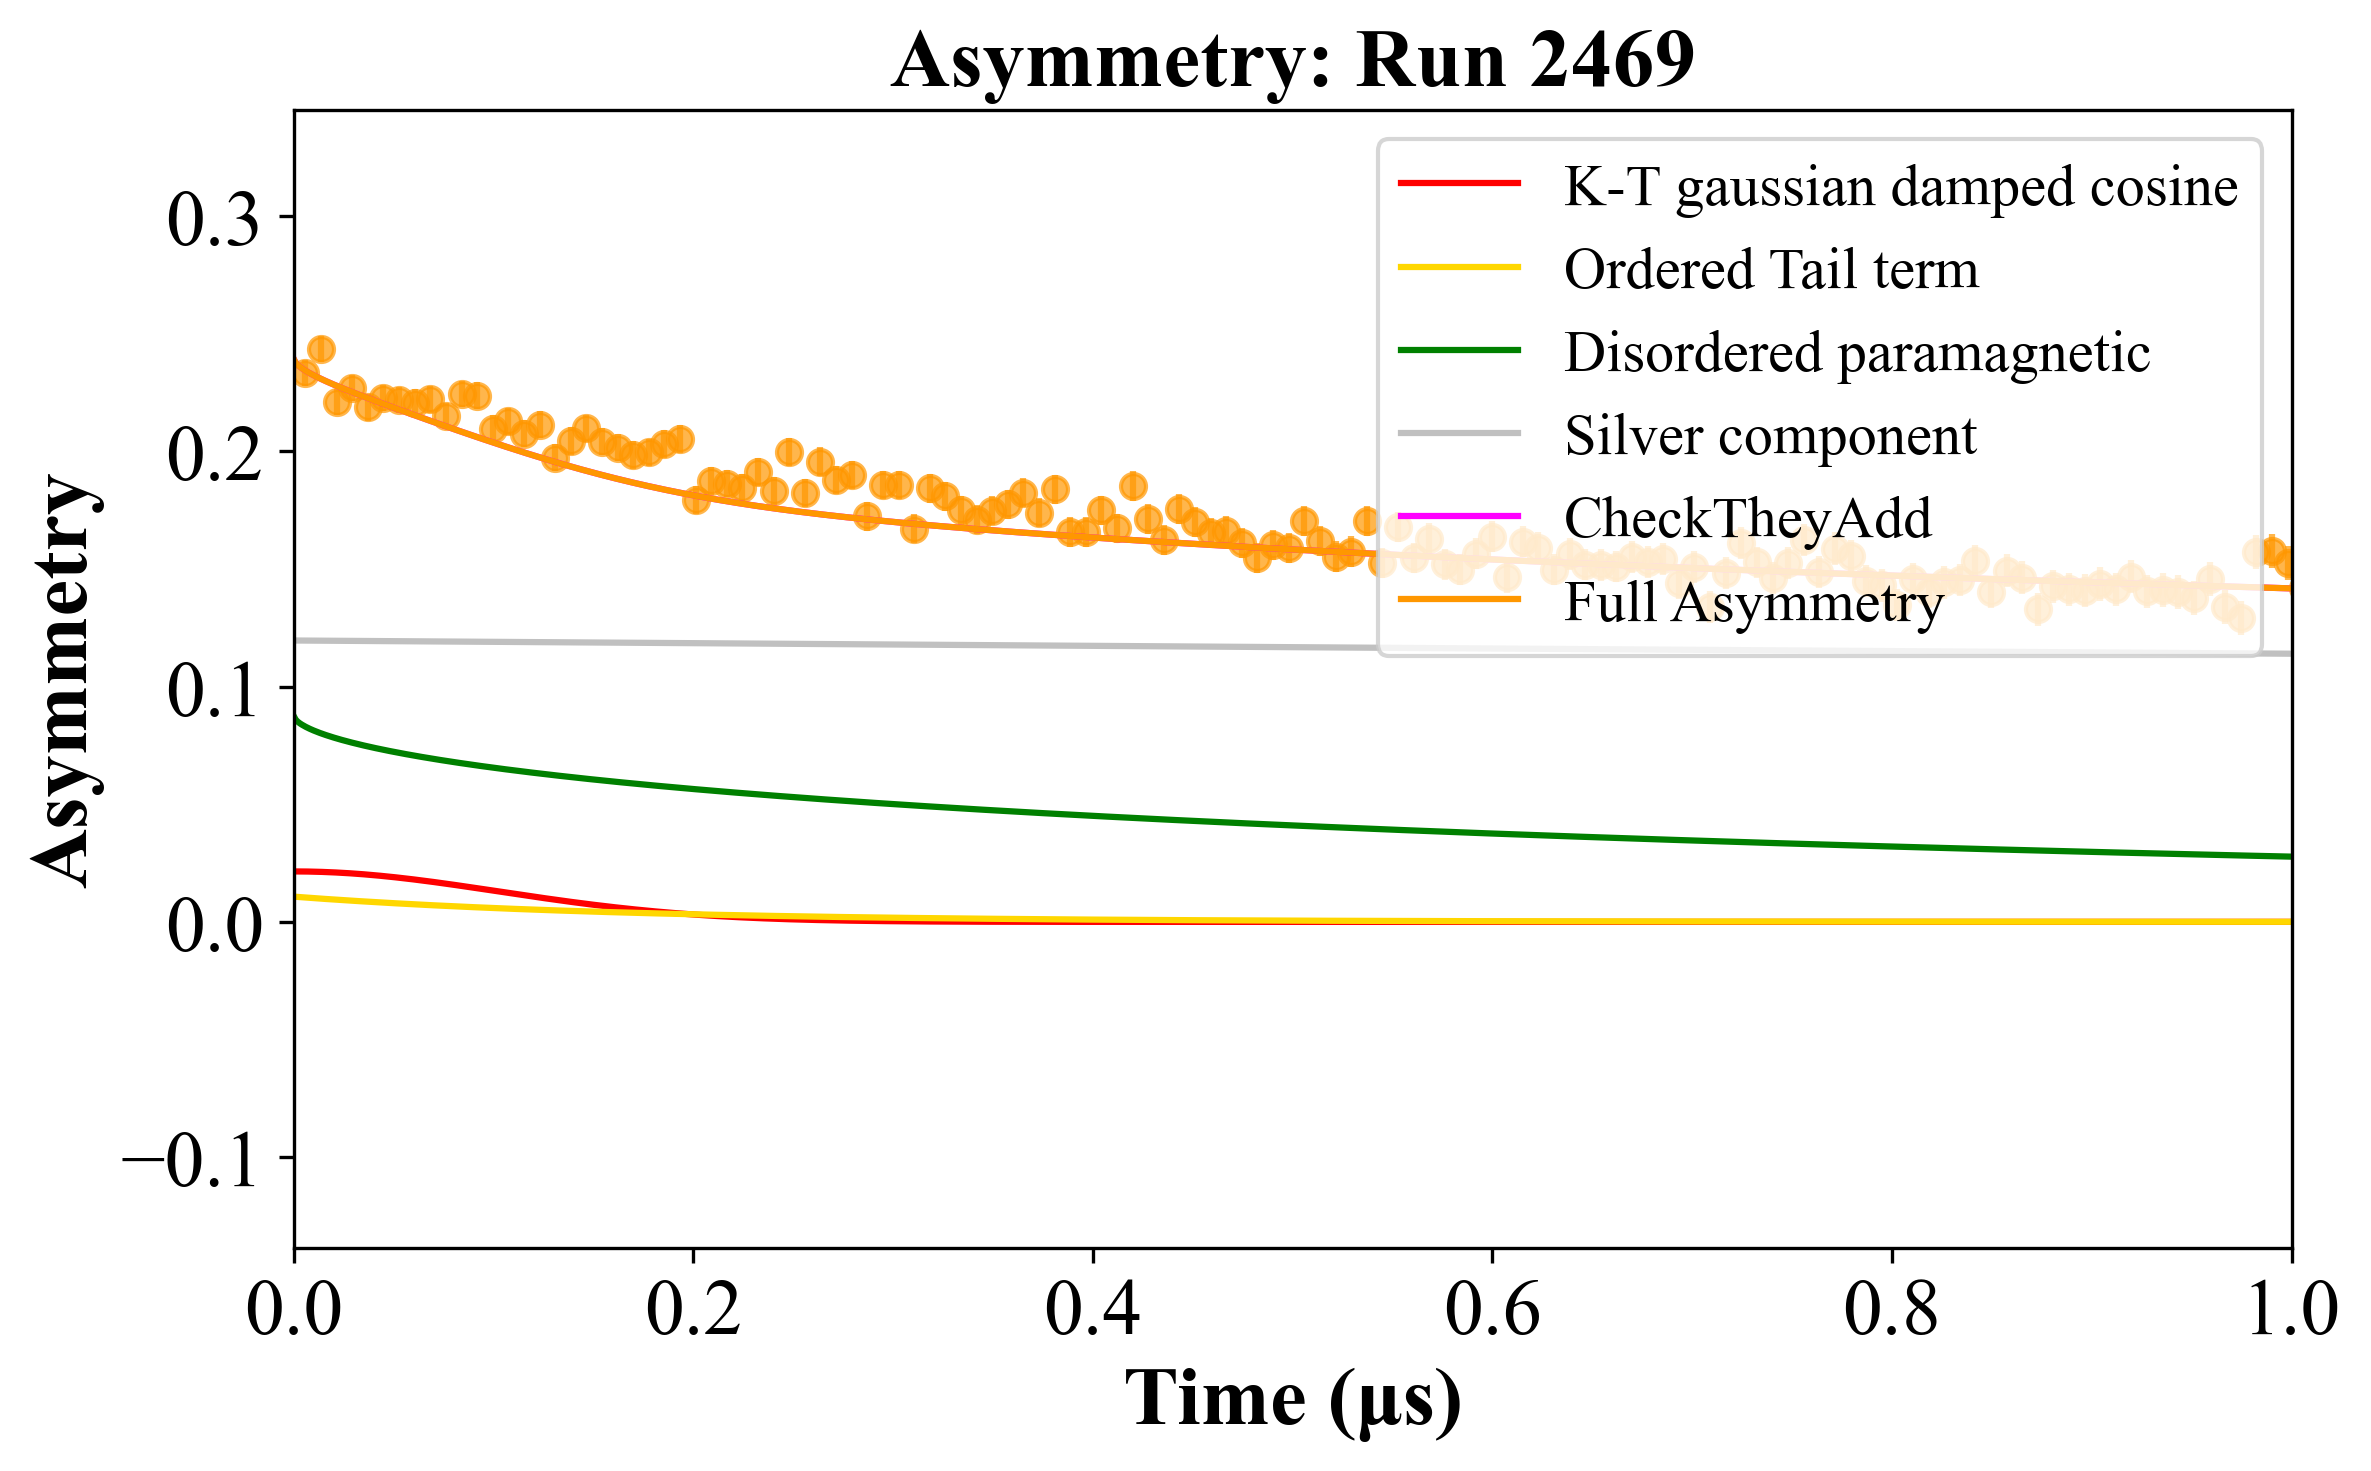 Asymmetry: Run 2469
K-T gaussian damped cosine
Ordered Tail term
Disordered paramagnetic
Silver component
CheckTheyAdd
Full Asymmetry
Asymmetry
0.3
0.2
0.1
0.0
−0.1
0.0 0.2 0.4 0.6 0.8 1.0
Time (μs)